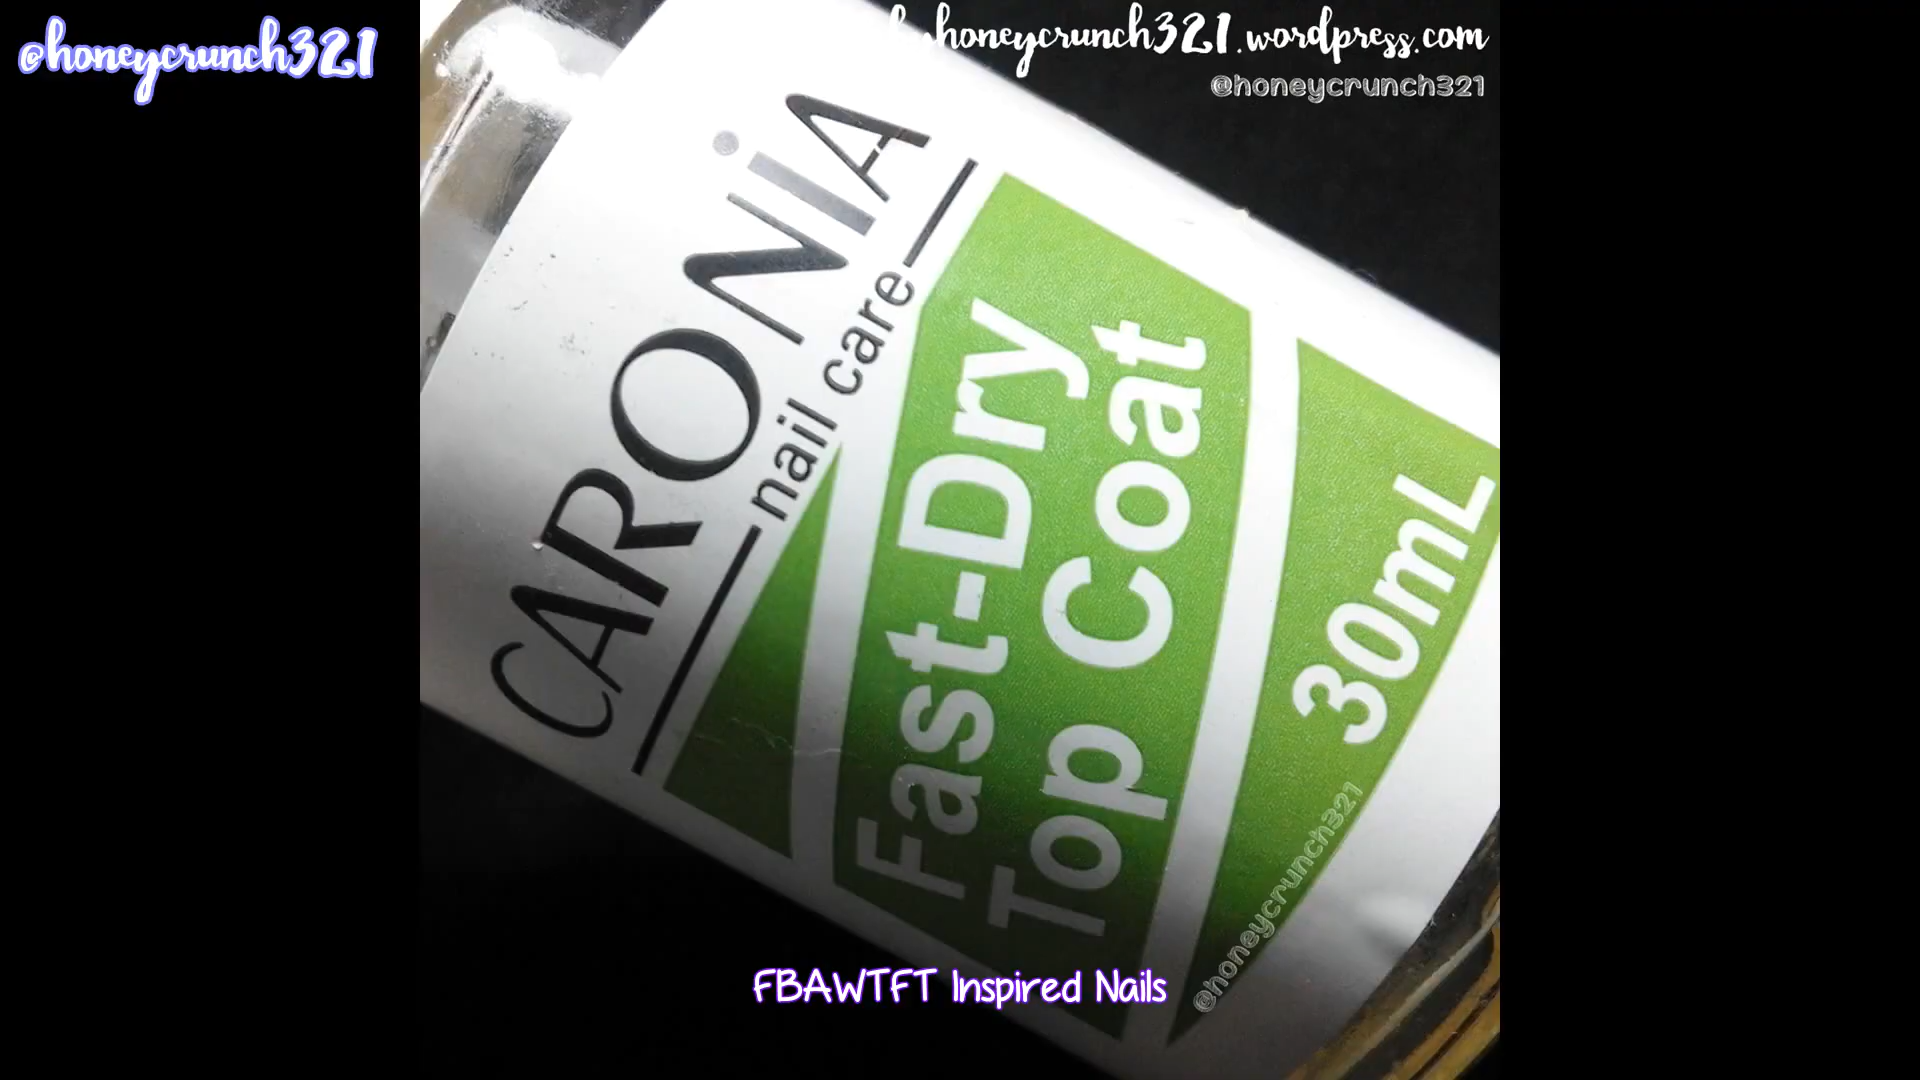 @honeycrunch321
honeycrunch321.wordpress.com
@honeycrunch321
CARONiA
nail care
Fast-Dry
Top Coat
30mL
@honeycrunch321
FBAWTFT Inspired Nails